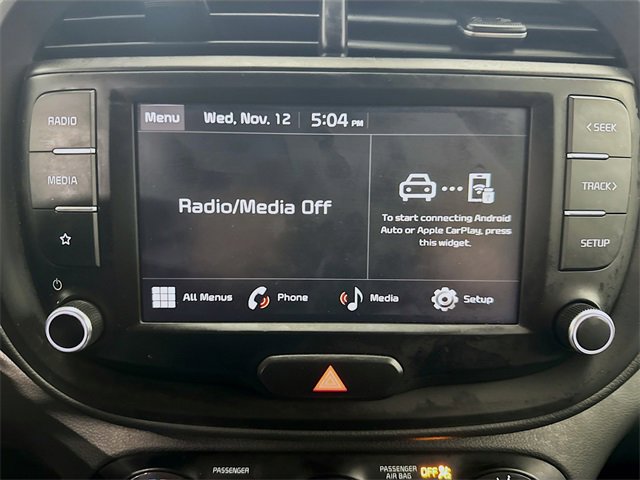 Menu Wed, Nov. 12 5:04 PM
RADIO
MEDIA
< SEEK
TRACK >
SETUP
Radio/Media Off
To start connecting Android
Auto or Apple CarPlay, press
this widget.
All Menus Phone Media Setup
PASSENGER
PASSENGER
AIR BAG OFF